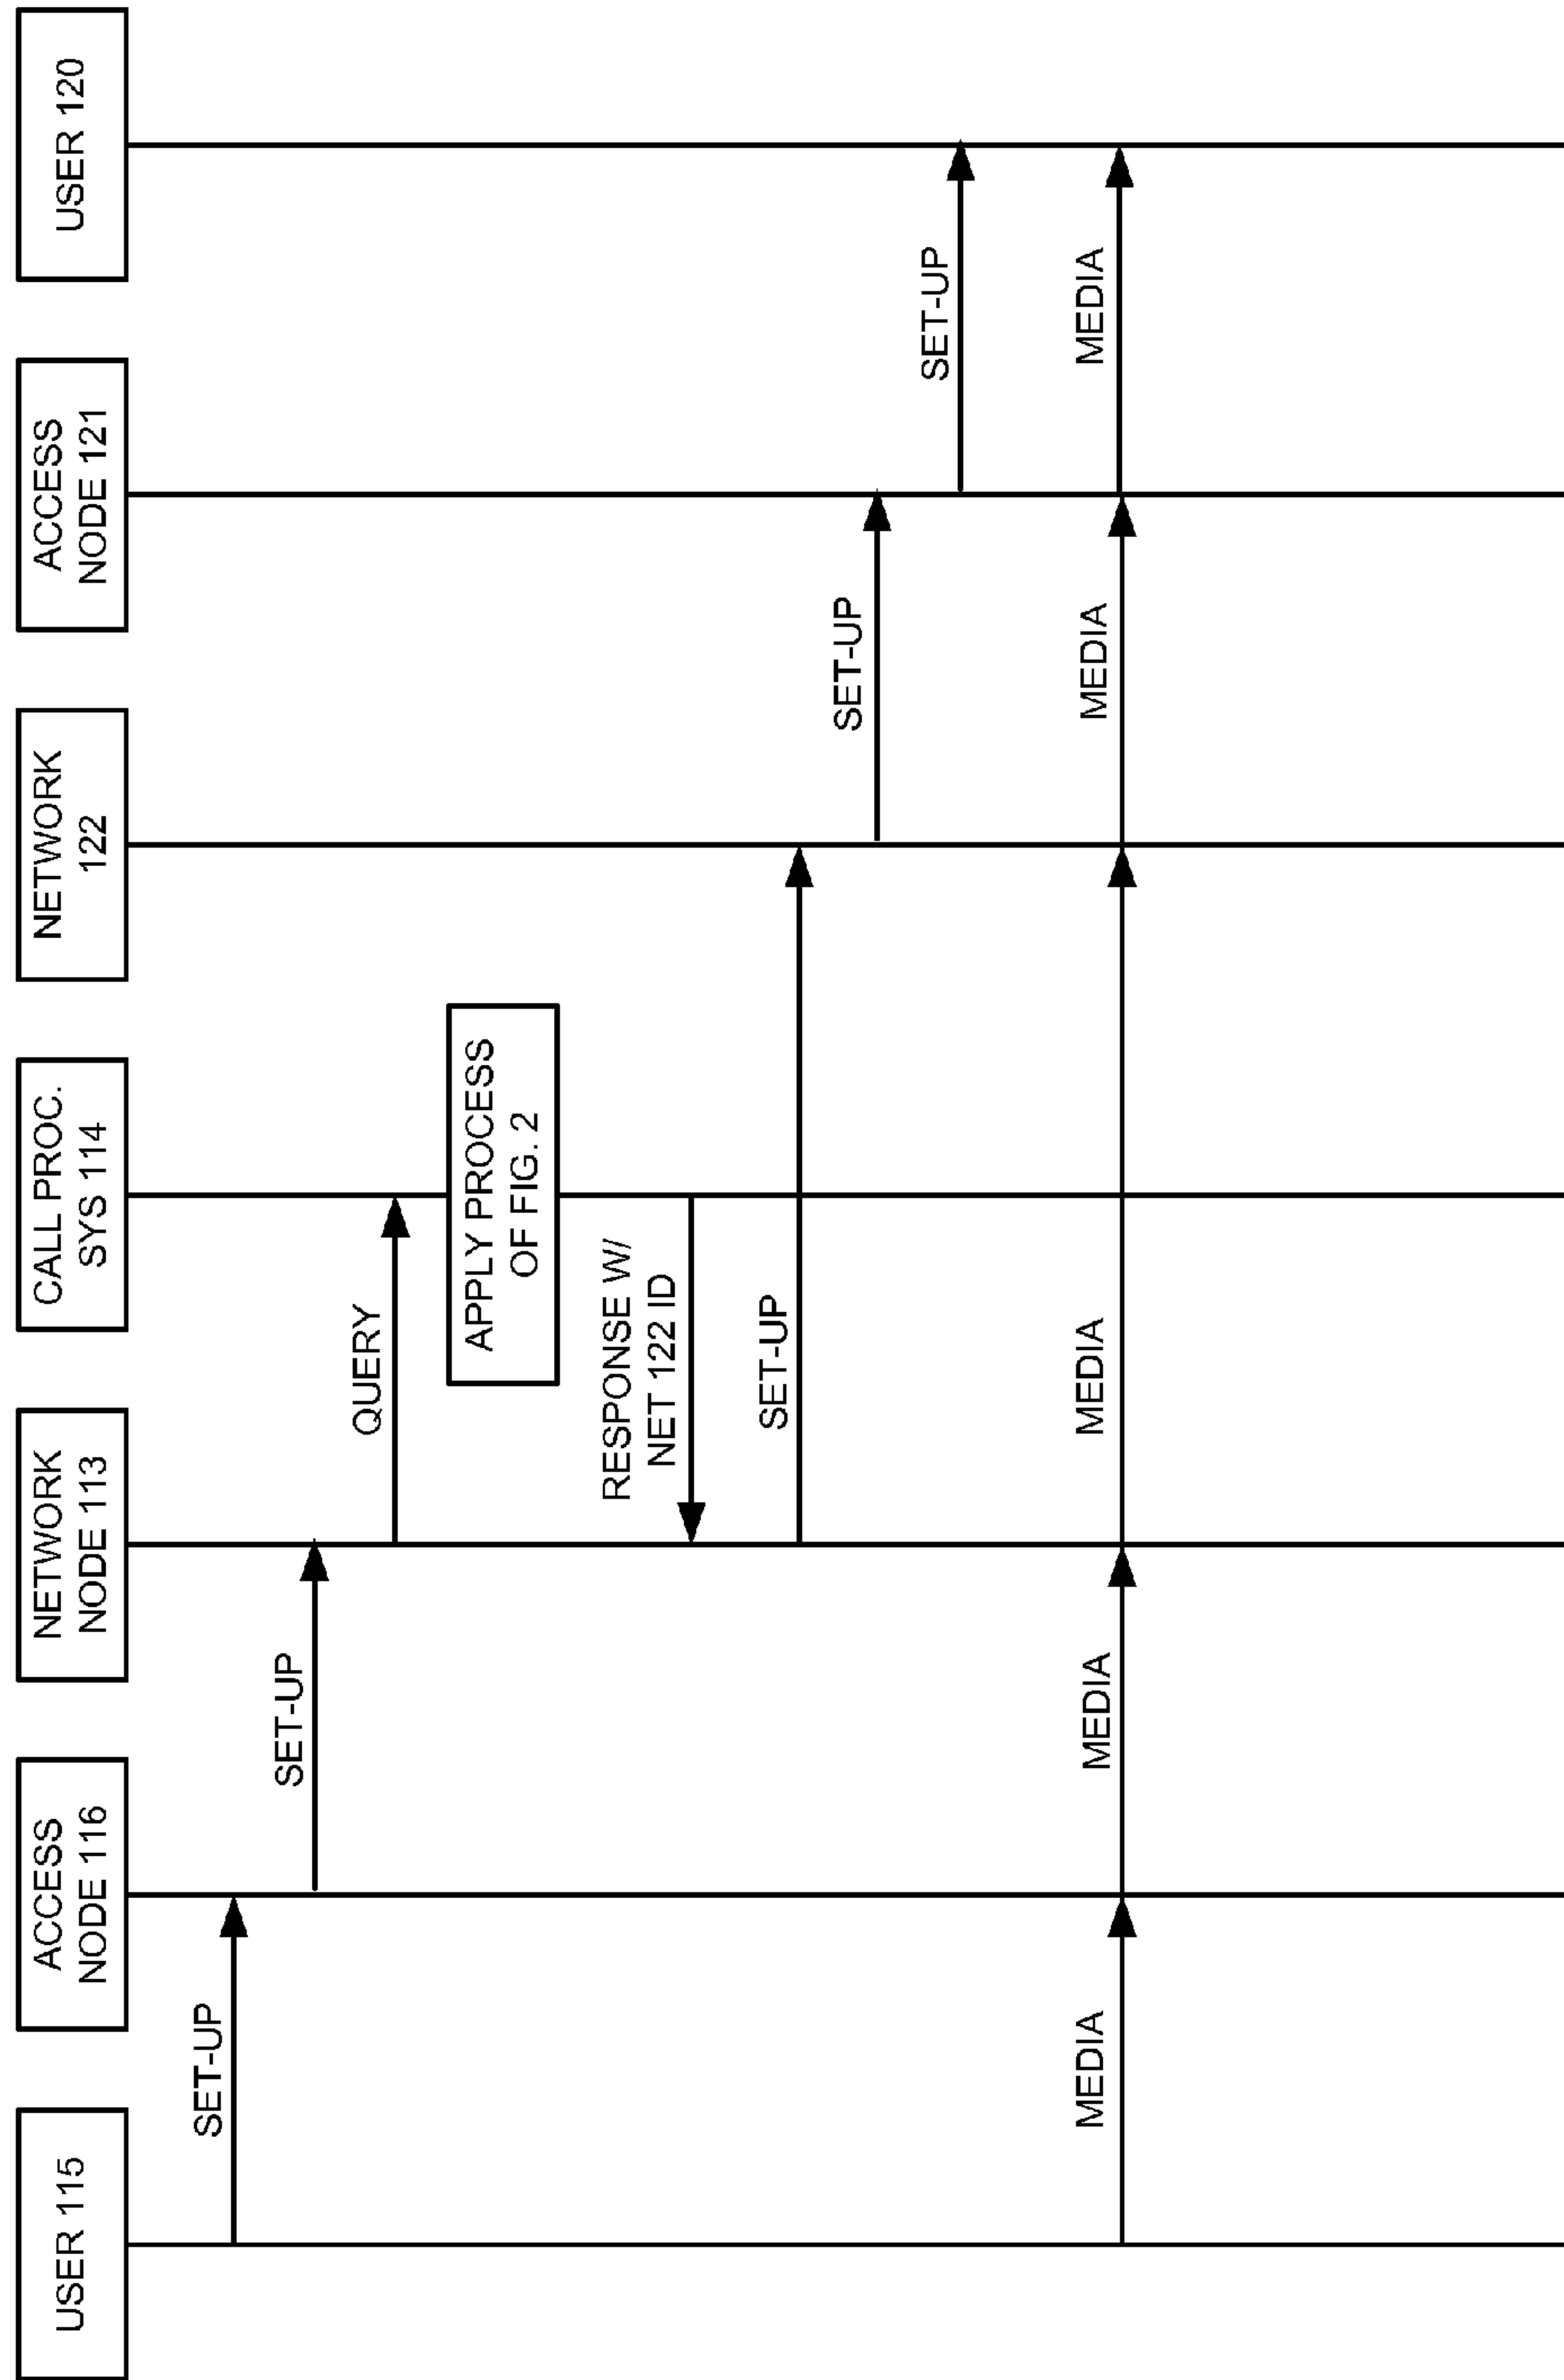 USER 115
ACCESS
NODE 116
NETWORK
NODE 113
CALL PROC.
SYS 114
NETWORK
122
ACCESS
NODE 121
USER 120
SET-UP
SET-UP
QUERY
APPLY PROCESS
OF FIG. 2
RESPONSE W/
NET 122 ID
SET-UP
SET-UP
SET-UP
MEDIA
MEDIA
MEDIA
MEDIA
MEDIA